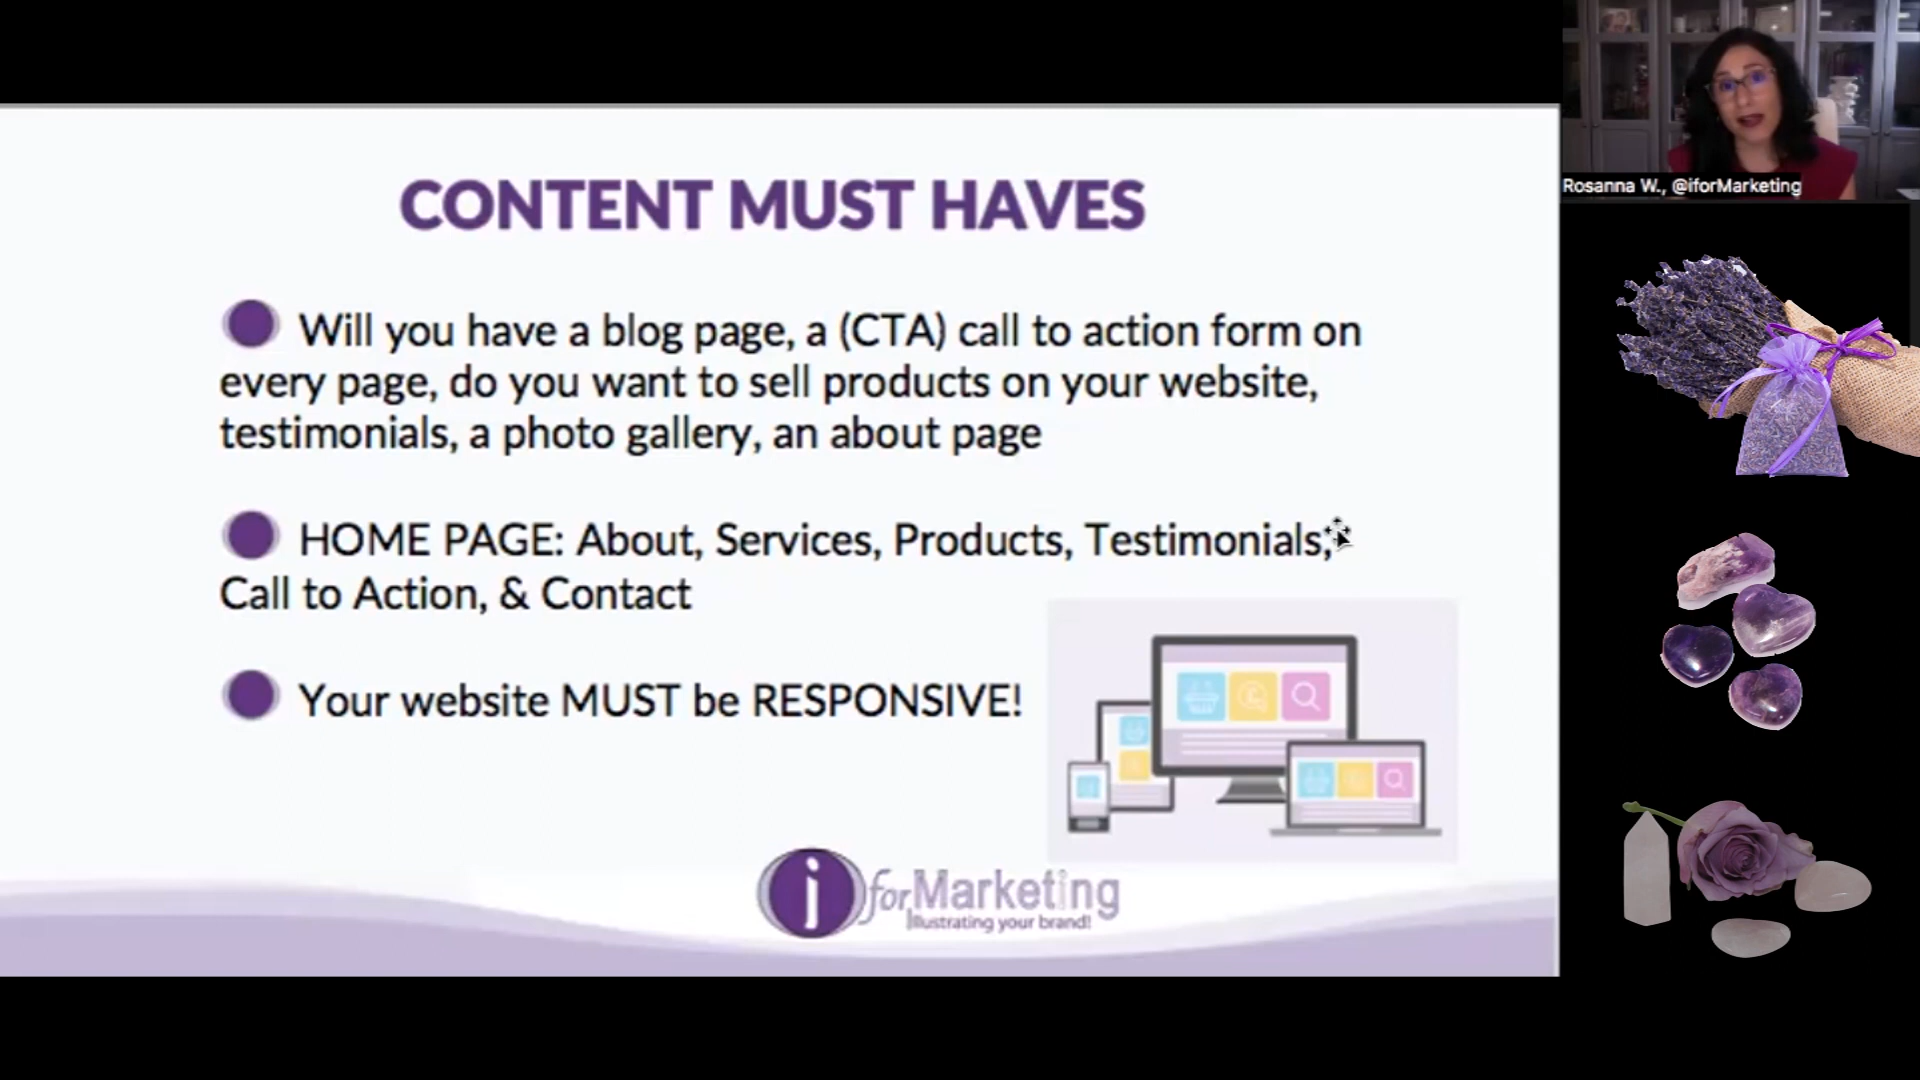 Rosanna W., @iforMarketing
CONTENT MUST HAVES
Will you have a blog page, a (CTA) call to action form on
every page, do you want to sell products on your website,
testimonials, a photo gallery, an about page
HOME PAGE: About, Services, Products, Testimonials,
Call to Action, & Contact
Your website MUST be RESPONSIVE!
i forMarketing
Illustrating your brand!